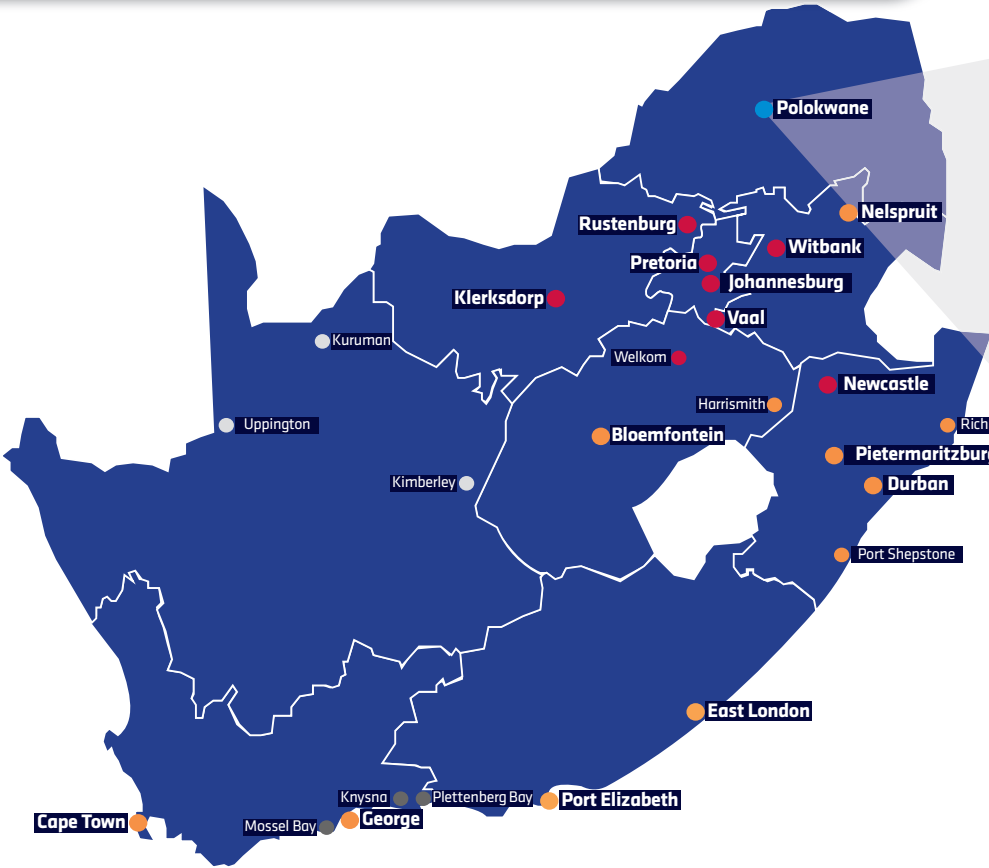 Polokwane
Nelspruit
Rustenburg
Witbank
Pretoria
Johannesburg
Klerksdorp
Vaal
Kuruman
Welkom
Newcastle
Harrismith
Uppington
Rich
Bloemfontein
Pietermaritzburg
Kimberley
Durban
Port Shepstone
East London
Knysna
Plettenberg Bay
Port Elizabeth
George
Cape Town
Mossel Bay